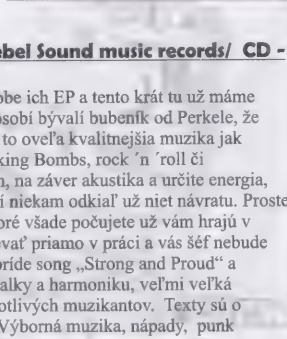 ebel Sound music records/ CD -
obe ich EP a tento krát tu už máme
ôsobí bývalí bubeník od Perkele, že
to oveľa kvalitnejšia muzika jak
king Bombs, rock ´n ´roll či
n, na záver akustika a určite energia,
í niekam odkiaľ už niet návratu. Proste
oré všade počujete už vám hrajú v
evať priamo v práci a vás šéf nebude
príde song „Strong and Proud“ a
alky a harmoniku, veľmi veľká
otlivých muzikantov. Texty sú o
Výborná muzika, nápady, punk